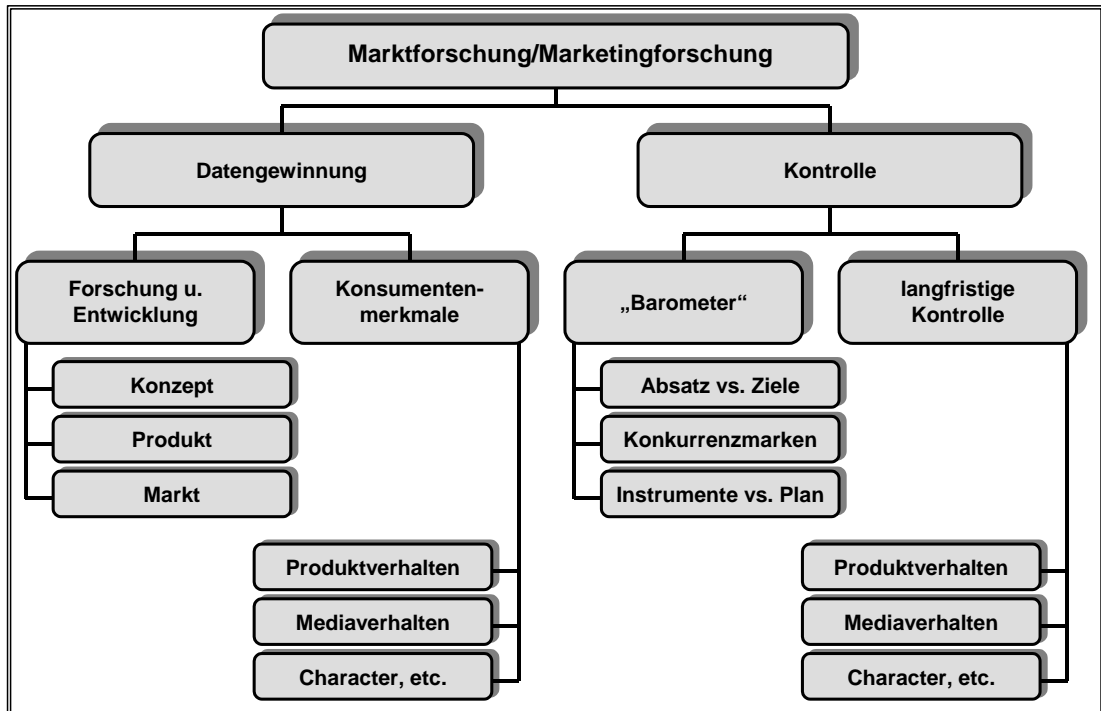 Marktforschung/Marketingforschung
Datengewinnung
Kontrolle
Forschung u.
Entwicklung
Konsumenten-
merkmale
„Barometer“
langfristige
Kontrolle
Konzept
Produkt
Markt
Absatz vs. Ziele
Konkurrenzmarken
Instrumente vs. Plan
Produktverhalten
Mediaverhalten
Character, etc.
Produktverhalten
Mediaverhalten
Character, etc.